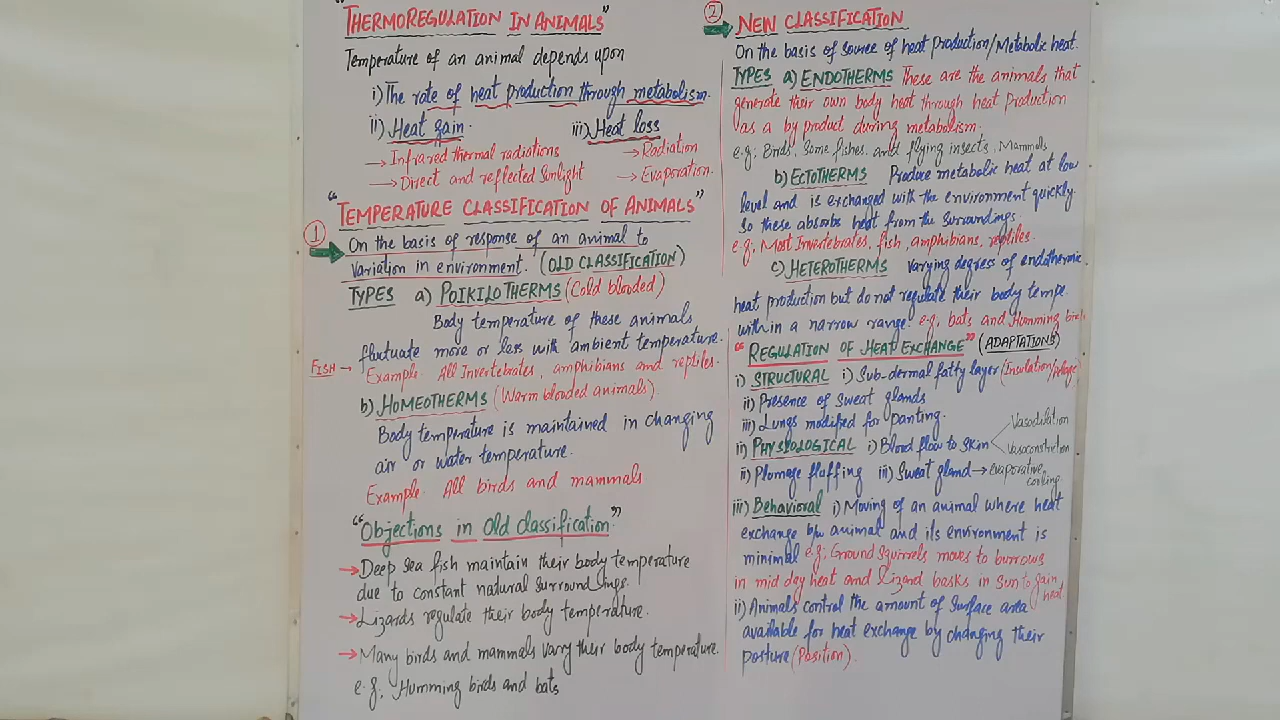 "THERMOREGULATION IN ANIMALS"
Temperature of an animal depends upon
i) The rate of heat production through metabolism.
ii) Heat gain. iii) Heat loss
→ Infrared thermal radiations → Radiation
→ Direct and reflected Sunlight → Evaporation.
"TEMPERATURE CLASSIFICATION OF ANIMALS"
1
On the basis of response of an animal to
variation in environment. (OLD CLASSIFICATION)
TYPES a) POIKILOTHERMS (Cold blooded)
Body temperature of these animals
fluctuate more or less with ambient temperature.
FISH → Example. All Invertebrates, amphibians and reptiles.
b) HOMEOTHERMS (Warm blooded animals).
Body temperature is maintained in changing
air or water temperature.
Example. All birds and mammals
"Objections in Old classification"
→ Deep Sea fish maintain their body temperature
due to constant natural surroundings.
→ Lizards regulate their body temperature.
→ Many birds and mammals vary their body temperature.
e.g; Humming birds and bats
2
NEW CLASSIFICATION
On the basis of source of heat Production/Metabolic heat.
TYPES a) ENDOTHERMS These are the animals that
generate their own body heat through heat Production
as a by product during metabolism.
e.g; Birds, Some fishes. and flying insects, Mammals
b) ECTOTHERMS Produce metabolic heat at low
level and is exchanged with the environment quickly
so these absorb heat from the surroundings.
e.g; Most Invertebrates, fish, amphibians, reptiles.
c) HETEROTHERMS varying degress of endothermic
heat production but do not regulate their body tempe.
within a narrow range. e.g, bats and Humming birds
"REGULATION OF HEAT EXCHANGE" (ADAPTATIONS)
i) STRUCTURAL i) Sub-dermal fatty layer (Insulation/pelage)
ii) Presence of Sweat glands
iii) Lungs modified for panting.
ii) PHYSIOLOGICAL i) Blood flow to skin Vasodilation
Vasoconstriction
ii) Plumage fluffing iii) Sweat gland → evaporative cooling
iii) Behavioral i) Moving of an animal where heat
exchange b/w animal and its environment is
minimal e.g; Ground Squirrels moves to burrows
in mid day heat and lizard basks in Sun to gain heat
ii) Animals control the amount of Surface area
available for heat exchange by changing their
posture (Position).